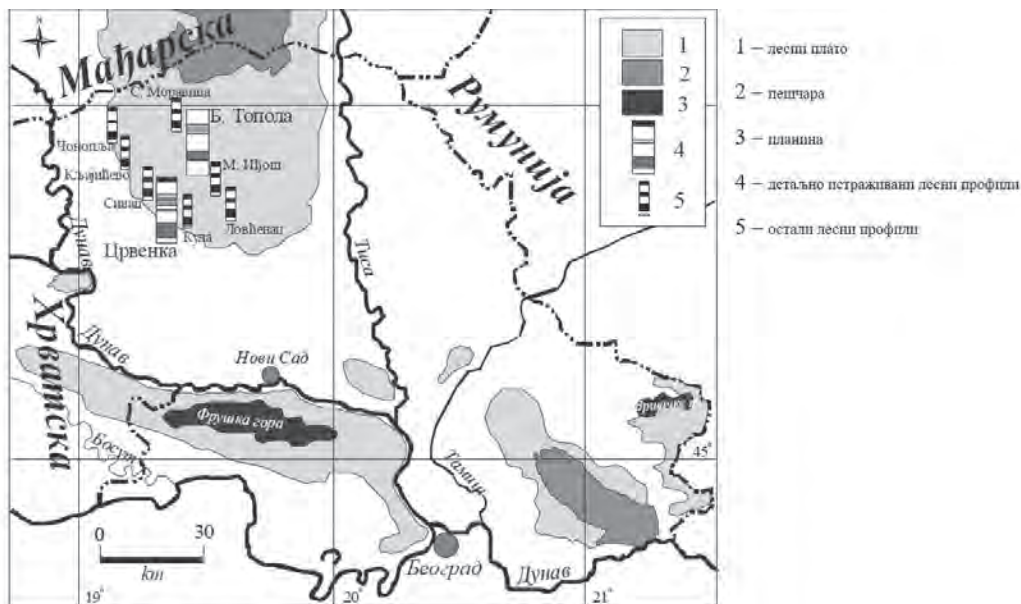 N
Мађарска
С. Моравица
Б. Топола
Чонопља
М. Иђош
Кљајићево
Сивац
Кула
Ловћенац
Црвенка
Дунав
Тиса
Румунија
Хрватска
Дунав
Нови Сад
Фрушка гора
Босут
Тамиш
45°
0 30
km
Београд
Дунав
19° 20° 21°
1
2
3
4
5
1 – лесни плато
2 – пешчара
3 – планина
4 – детаљно истраживани лесни профили
5 – остали лесни профили